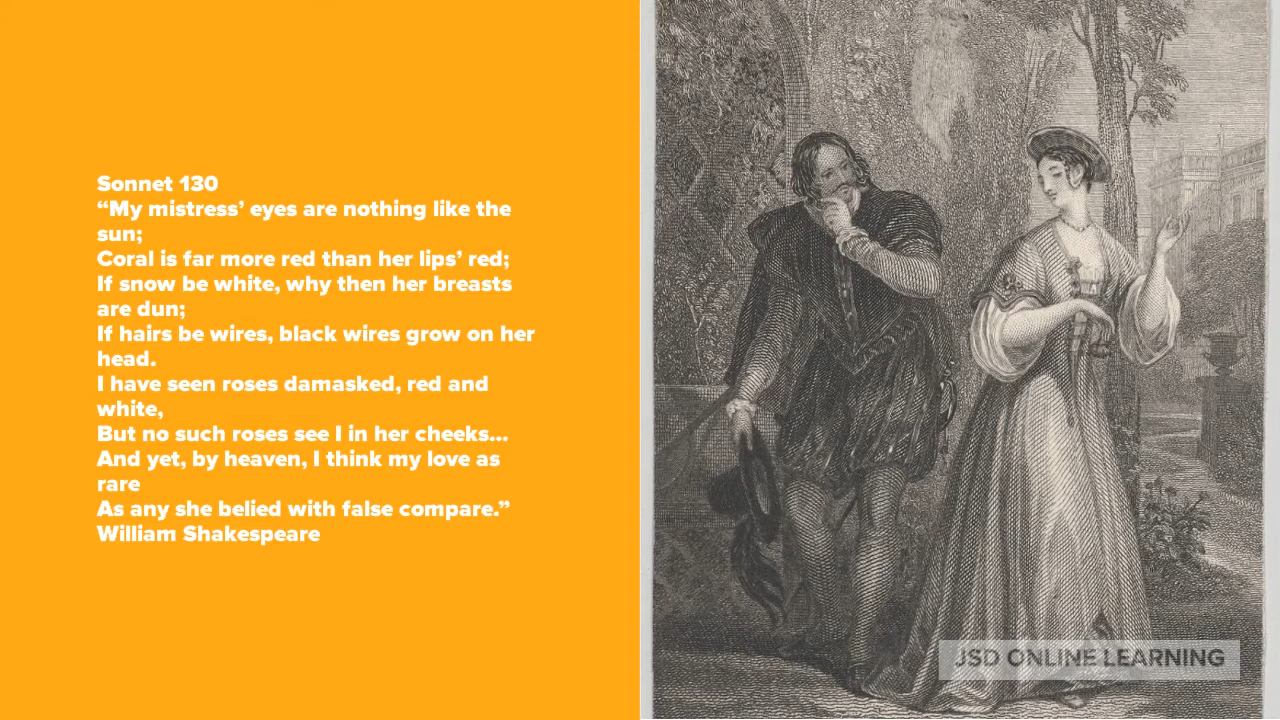 Sonnet 130
“My mistress’ eyes are nothing like the
sun;
Coral is far more red than her lips’ red;
If snow be white, why then her breasts
are dun;
If hairs be wires, black wires grow on her
head.
I have seen roses damasked, red and
white,
But no such roses see I in her cheeks...
And yet, by heaven, I think my love as
rare
As any she belied with false compare.”
William Shakespeare
JSD ONLINE LEARNING